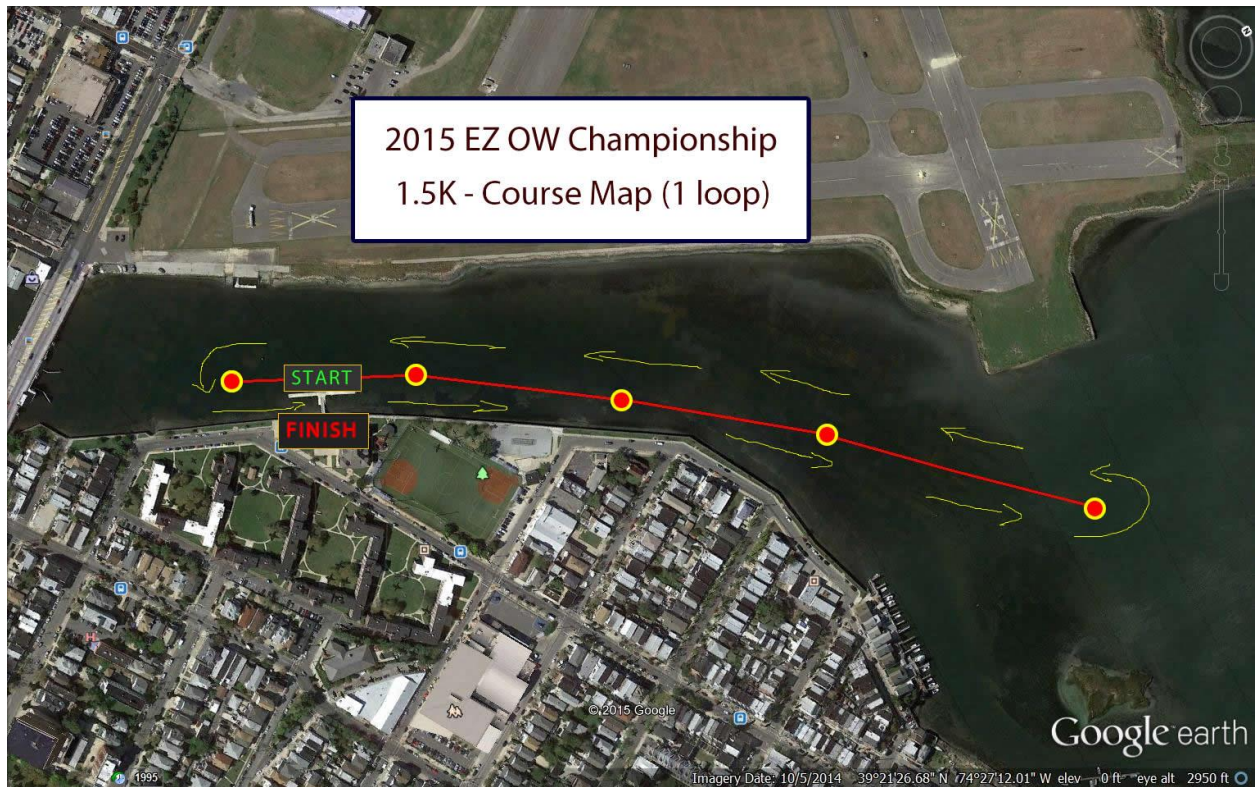 2015 EZ OW Championship
1.5K - Course Map (1 loop)
START
FINISH
H
© 2015 Google
Google earth
1995
Imagery Date: 10/5/2014 39°21'26.68" N 74°27'12.01" W elev 0 ft eye alt 2950 ft